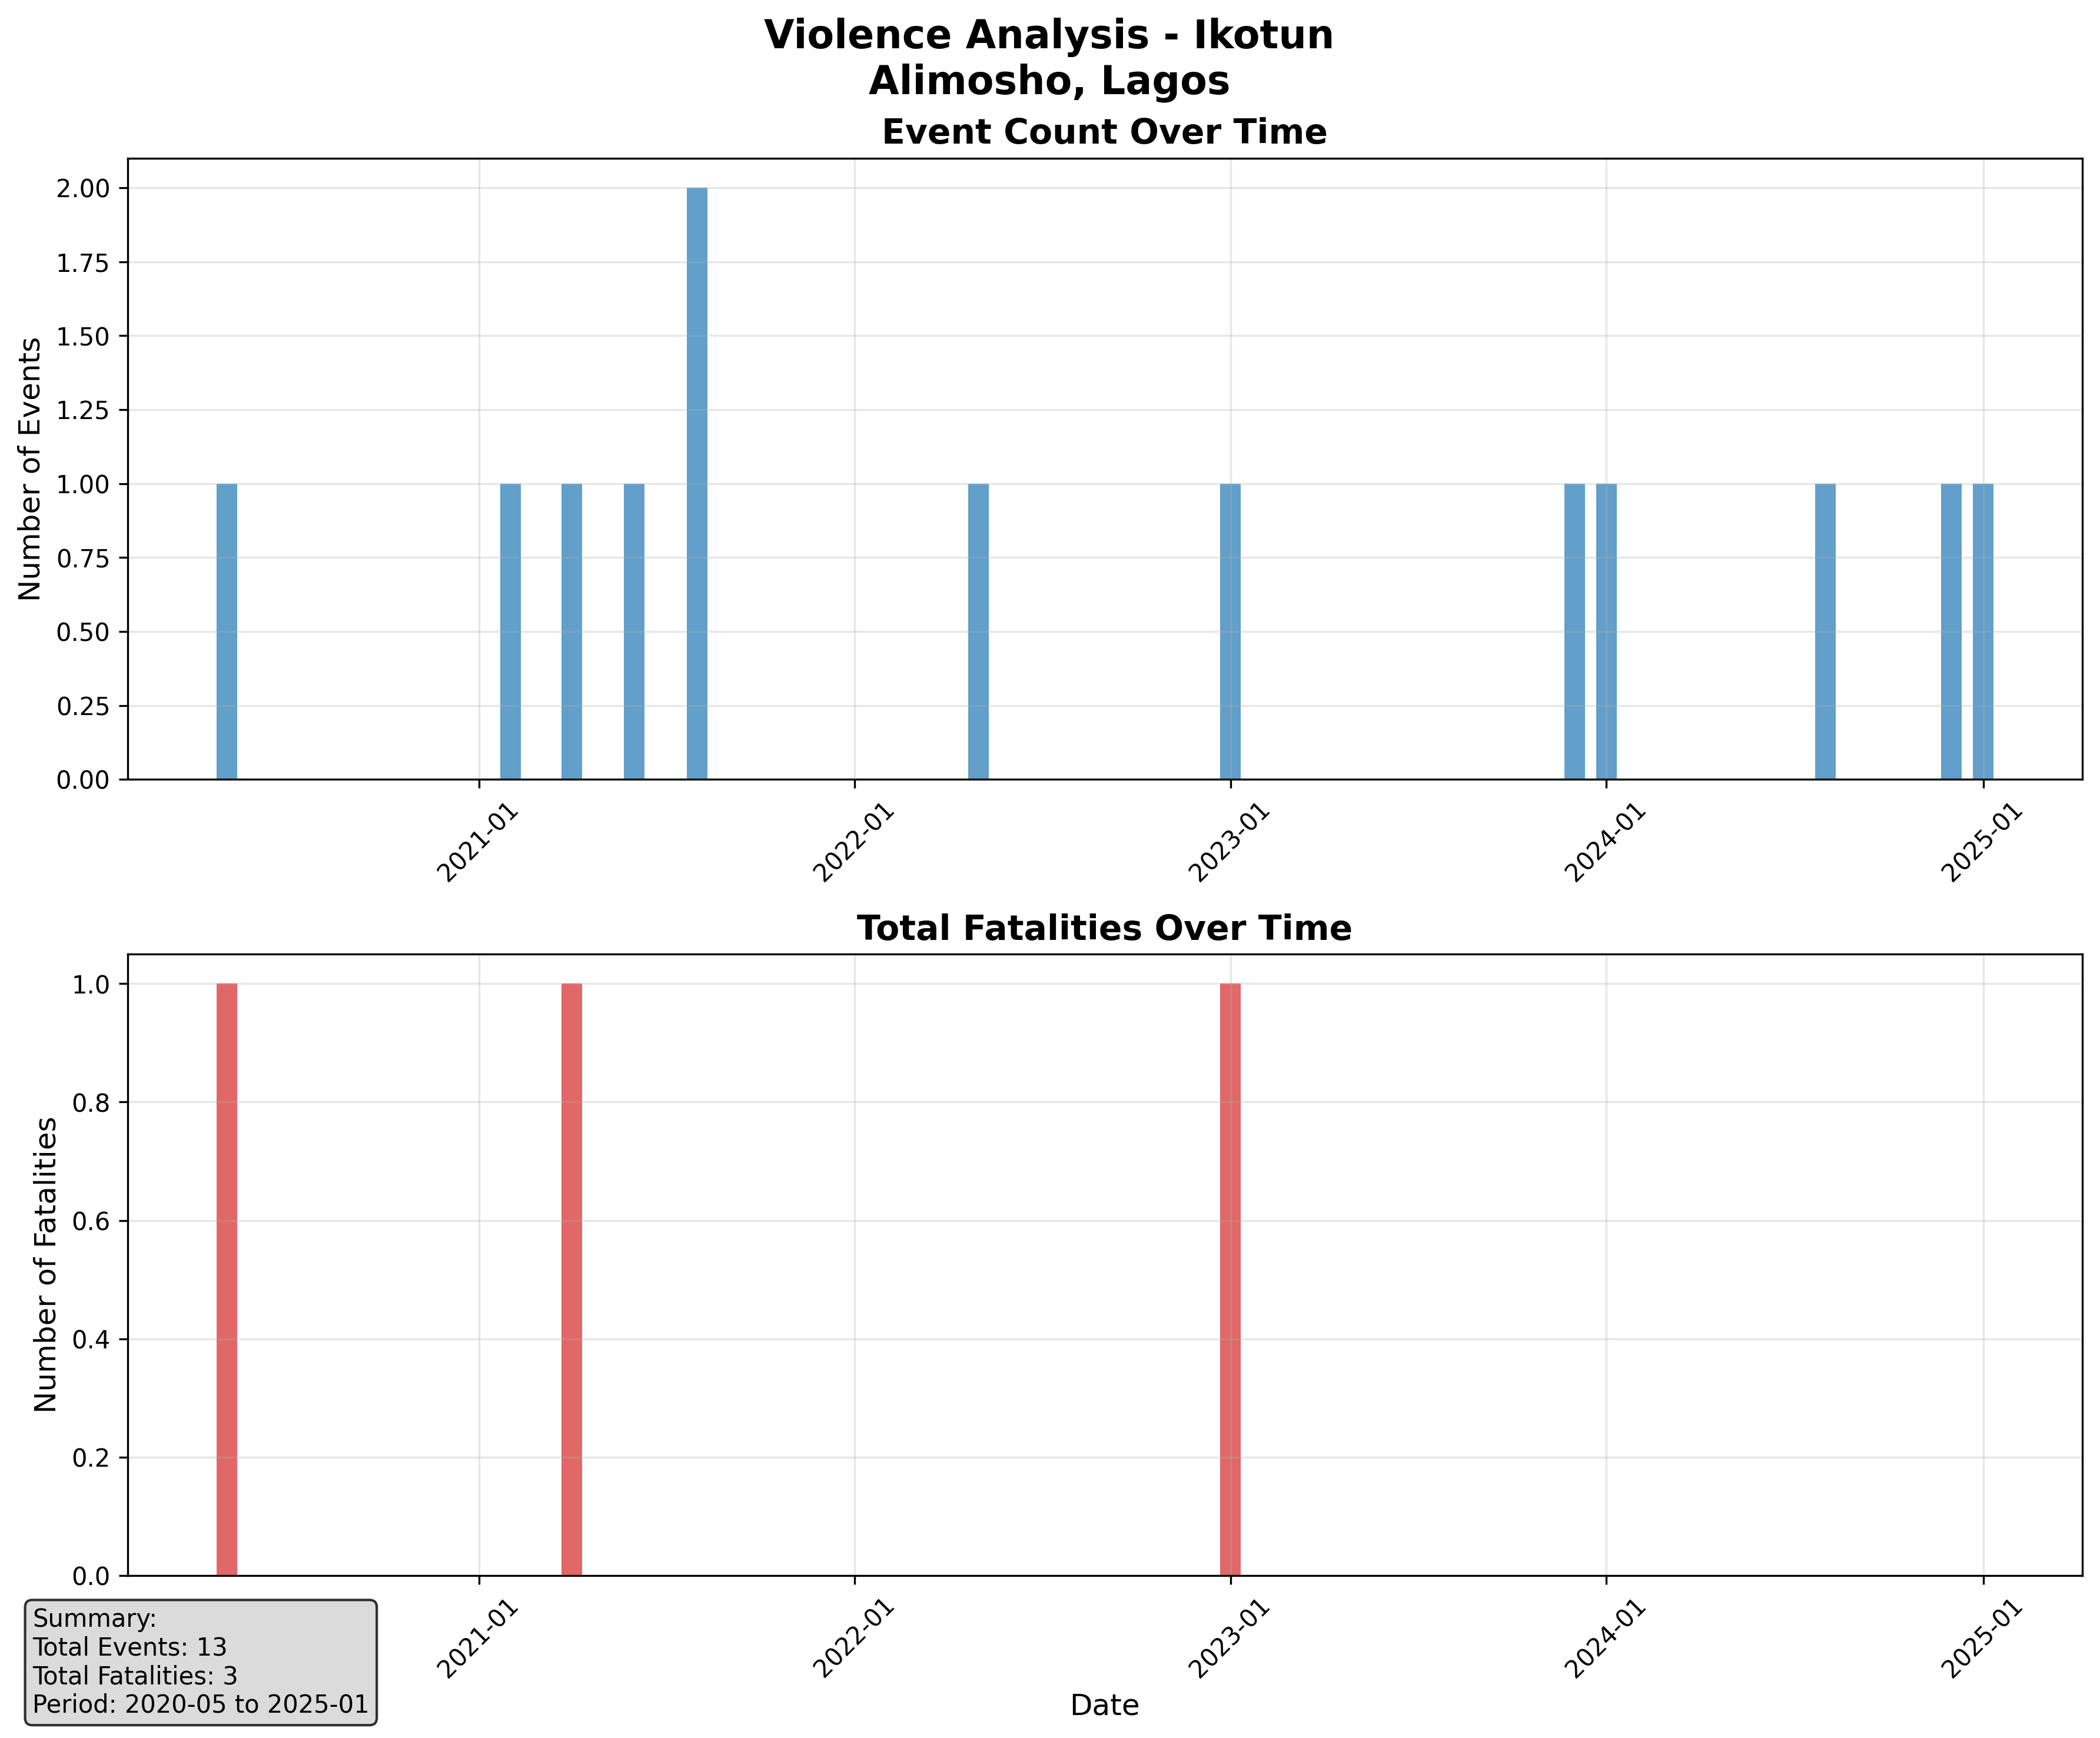 Violence Analysis - Ikotun
Alimosho, Lagos
Event Count Over Time
Number of Events
2.00
1.75
1.50
1.25
1.00
0.75
0.50
0.25
0.00
2021-01
2022-01
2023-01
2024-01
2025-01
Total Fatalities Over Time
Number of Fatalities
1.0
0.8
0.6
0.4
0.2
0.0
2021-01
2022-01
2023-01
2024-01
2025-01
Date
Summary:
Total Events: 13
Total Fatalities: 3
Period: 2020-05 to 2025-01